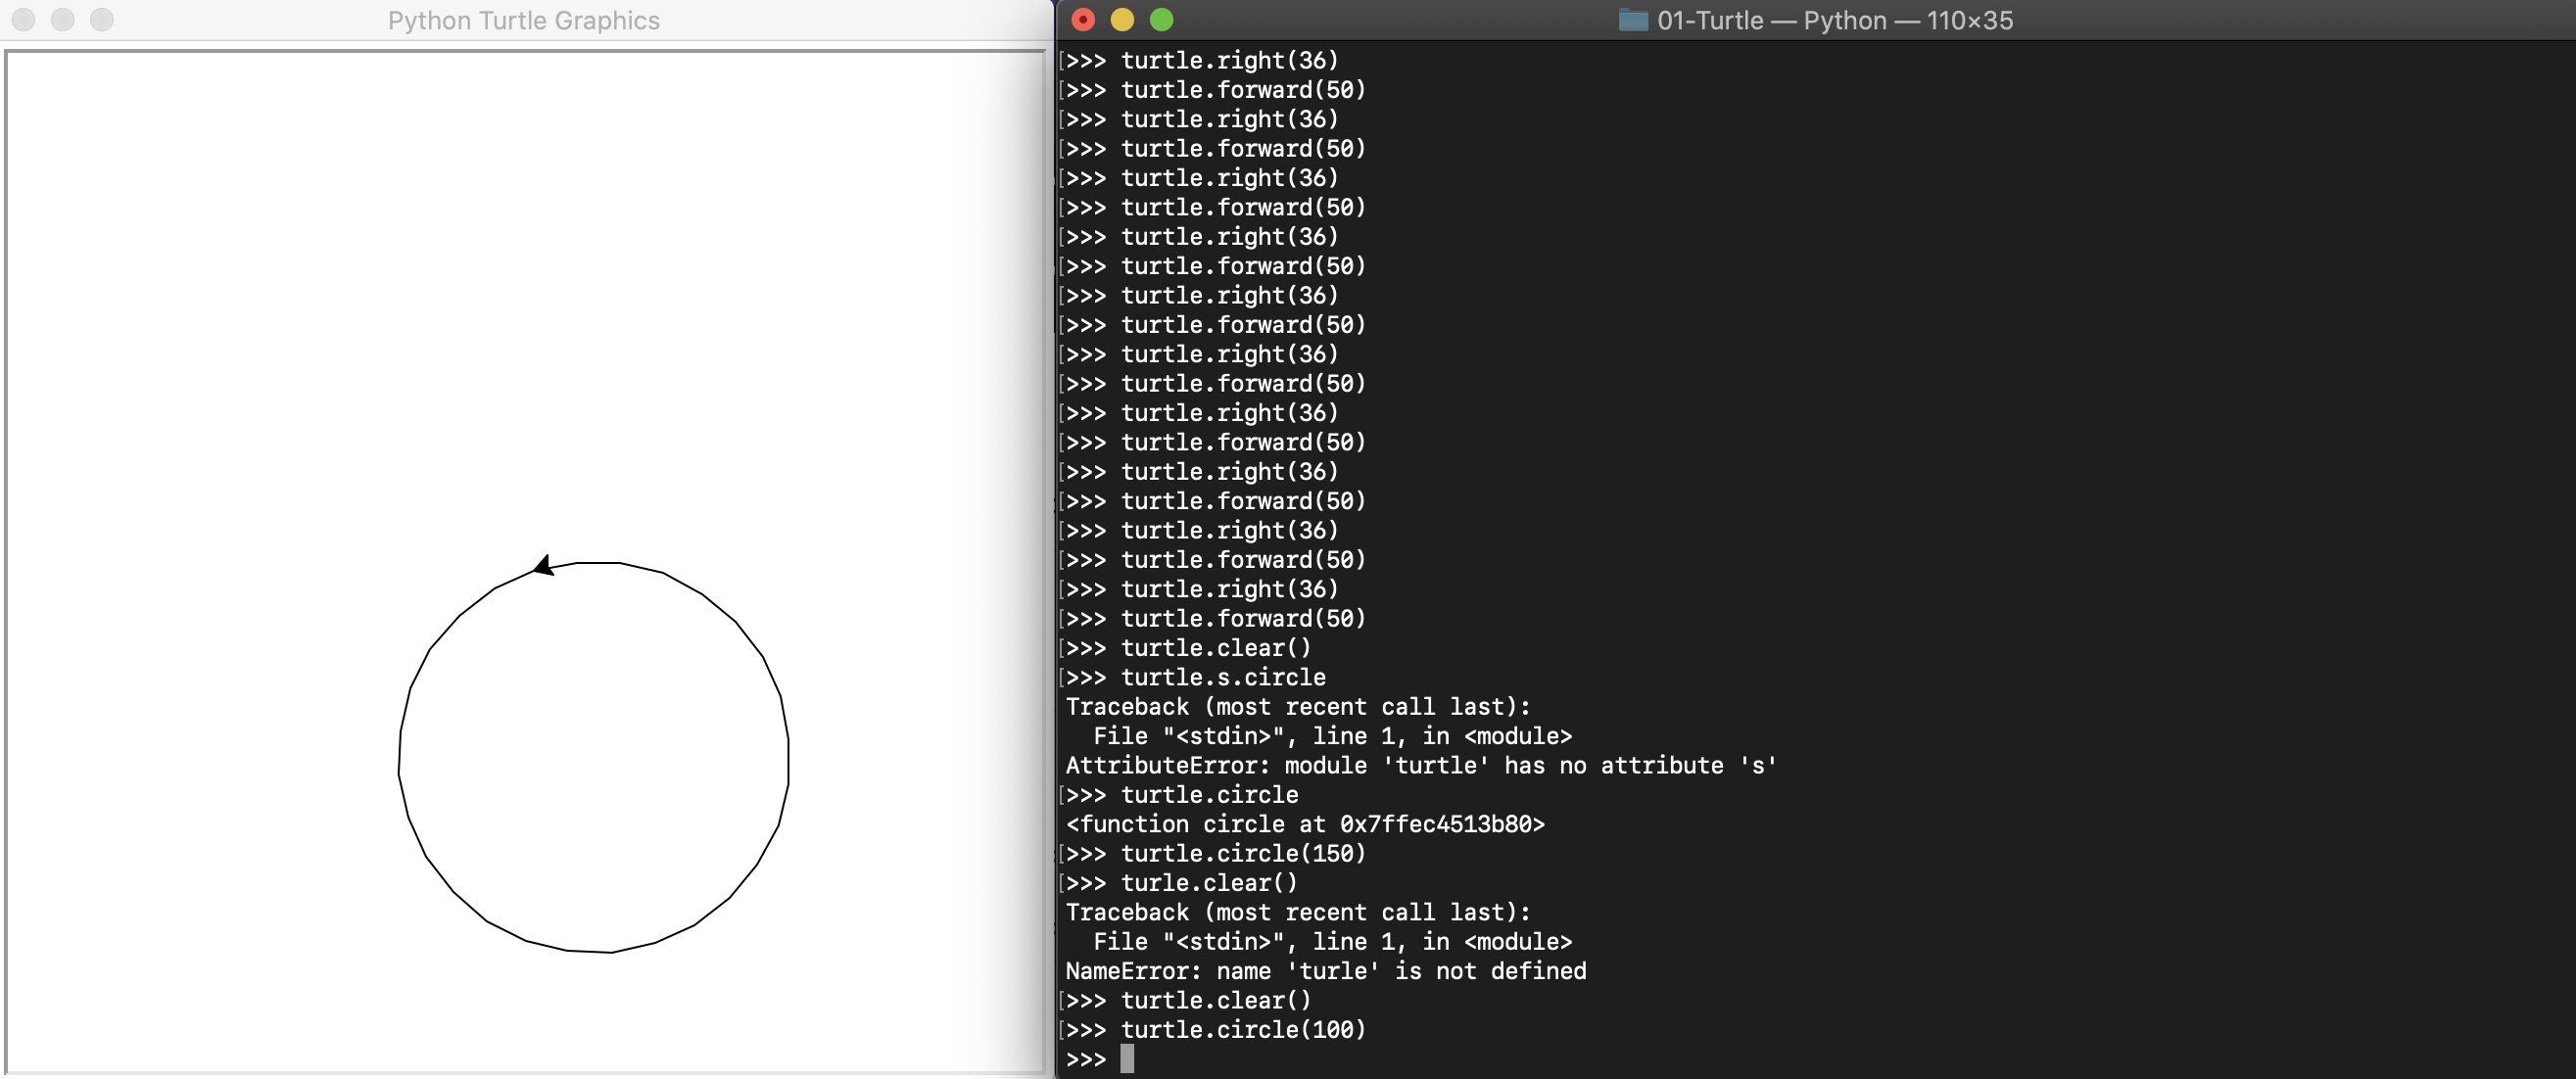 Python Turtle Graphics
01-Turtle — Python — 110×35
[>>> turtle.right(36)
[>>> turtle.forward(50)
[>>> turtle.right(36)
[>>> turtle.forward(50)
[>>> turtle.right(36)
[>>> turtle.forward(50)
[>>> turtle.right(36)
[>>> turtle.forward(50)
[>>> turtle.right(36)
[>>> turtle.forward(50)
[>>> turtle.right(36)
[>>> turtle.forward(50)
[>>> turtle.right(36)
[>>> turtle.forward(50)
[>>> turtle.right(36)
[>>> turtle.forward(50)
[>>> turtle.right(36)
[>>> turtle.forward(50)
[>>> turtle.right(36)
[>>> turtle.forward(50)
[>>> turtle.clear()
[>>> turtle.s.circle
Traceback (most recent call last):
  File "<stdin>", line 1, in <module>
AttributeError: module 'turtle' has no attribute 's'
[>>> turtle.circle
<function circle at 0x7ffec4513b80>
[>>> turtle.circle(150)
[>>> turle.clear()
Traceback (most recent call last):
  File "<stdin>", line 1, in <module>
NameError: name 'turle' is not defined
[>>> turtle.clear()
[>>> turtle.circle(100)
>>>